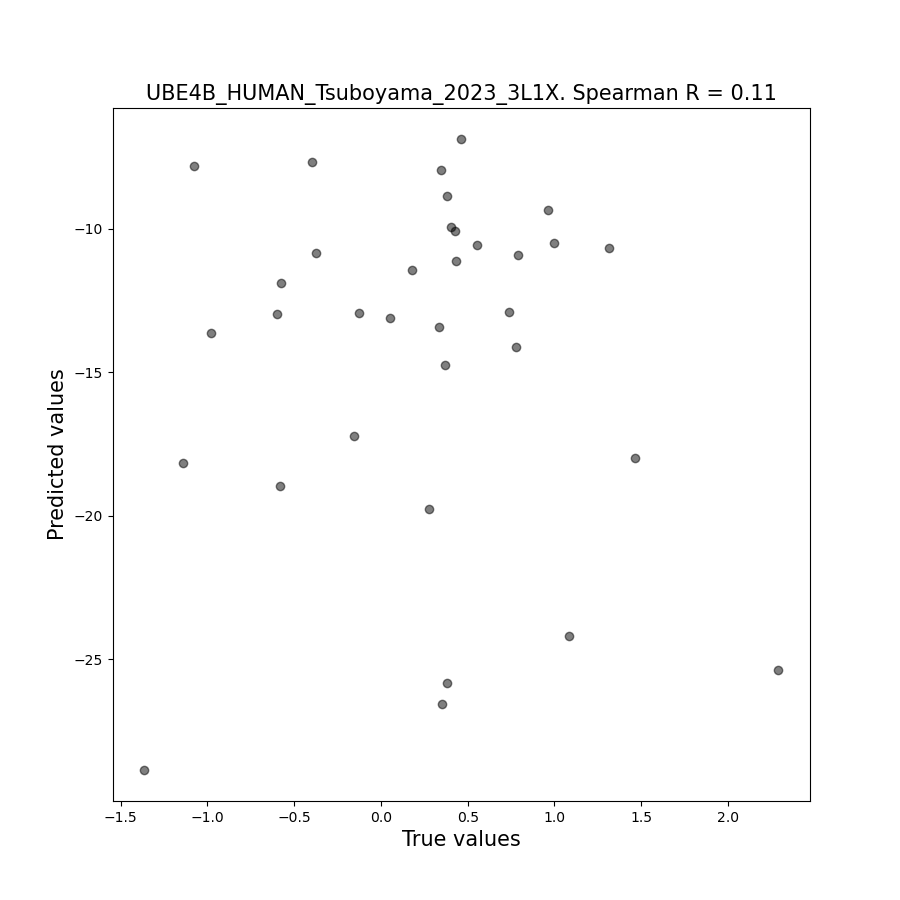 UBE4B_HUMAN_Tsuboyama_2023_3L1X. Spearman R = 0.11
Predicted values
−10
−15
−20
−25
−1.5 −1.0 −0.5 0.0 0.5 1.0 1.5 2.0
True values